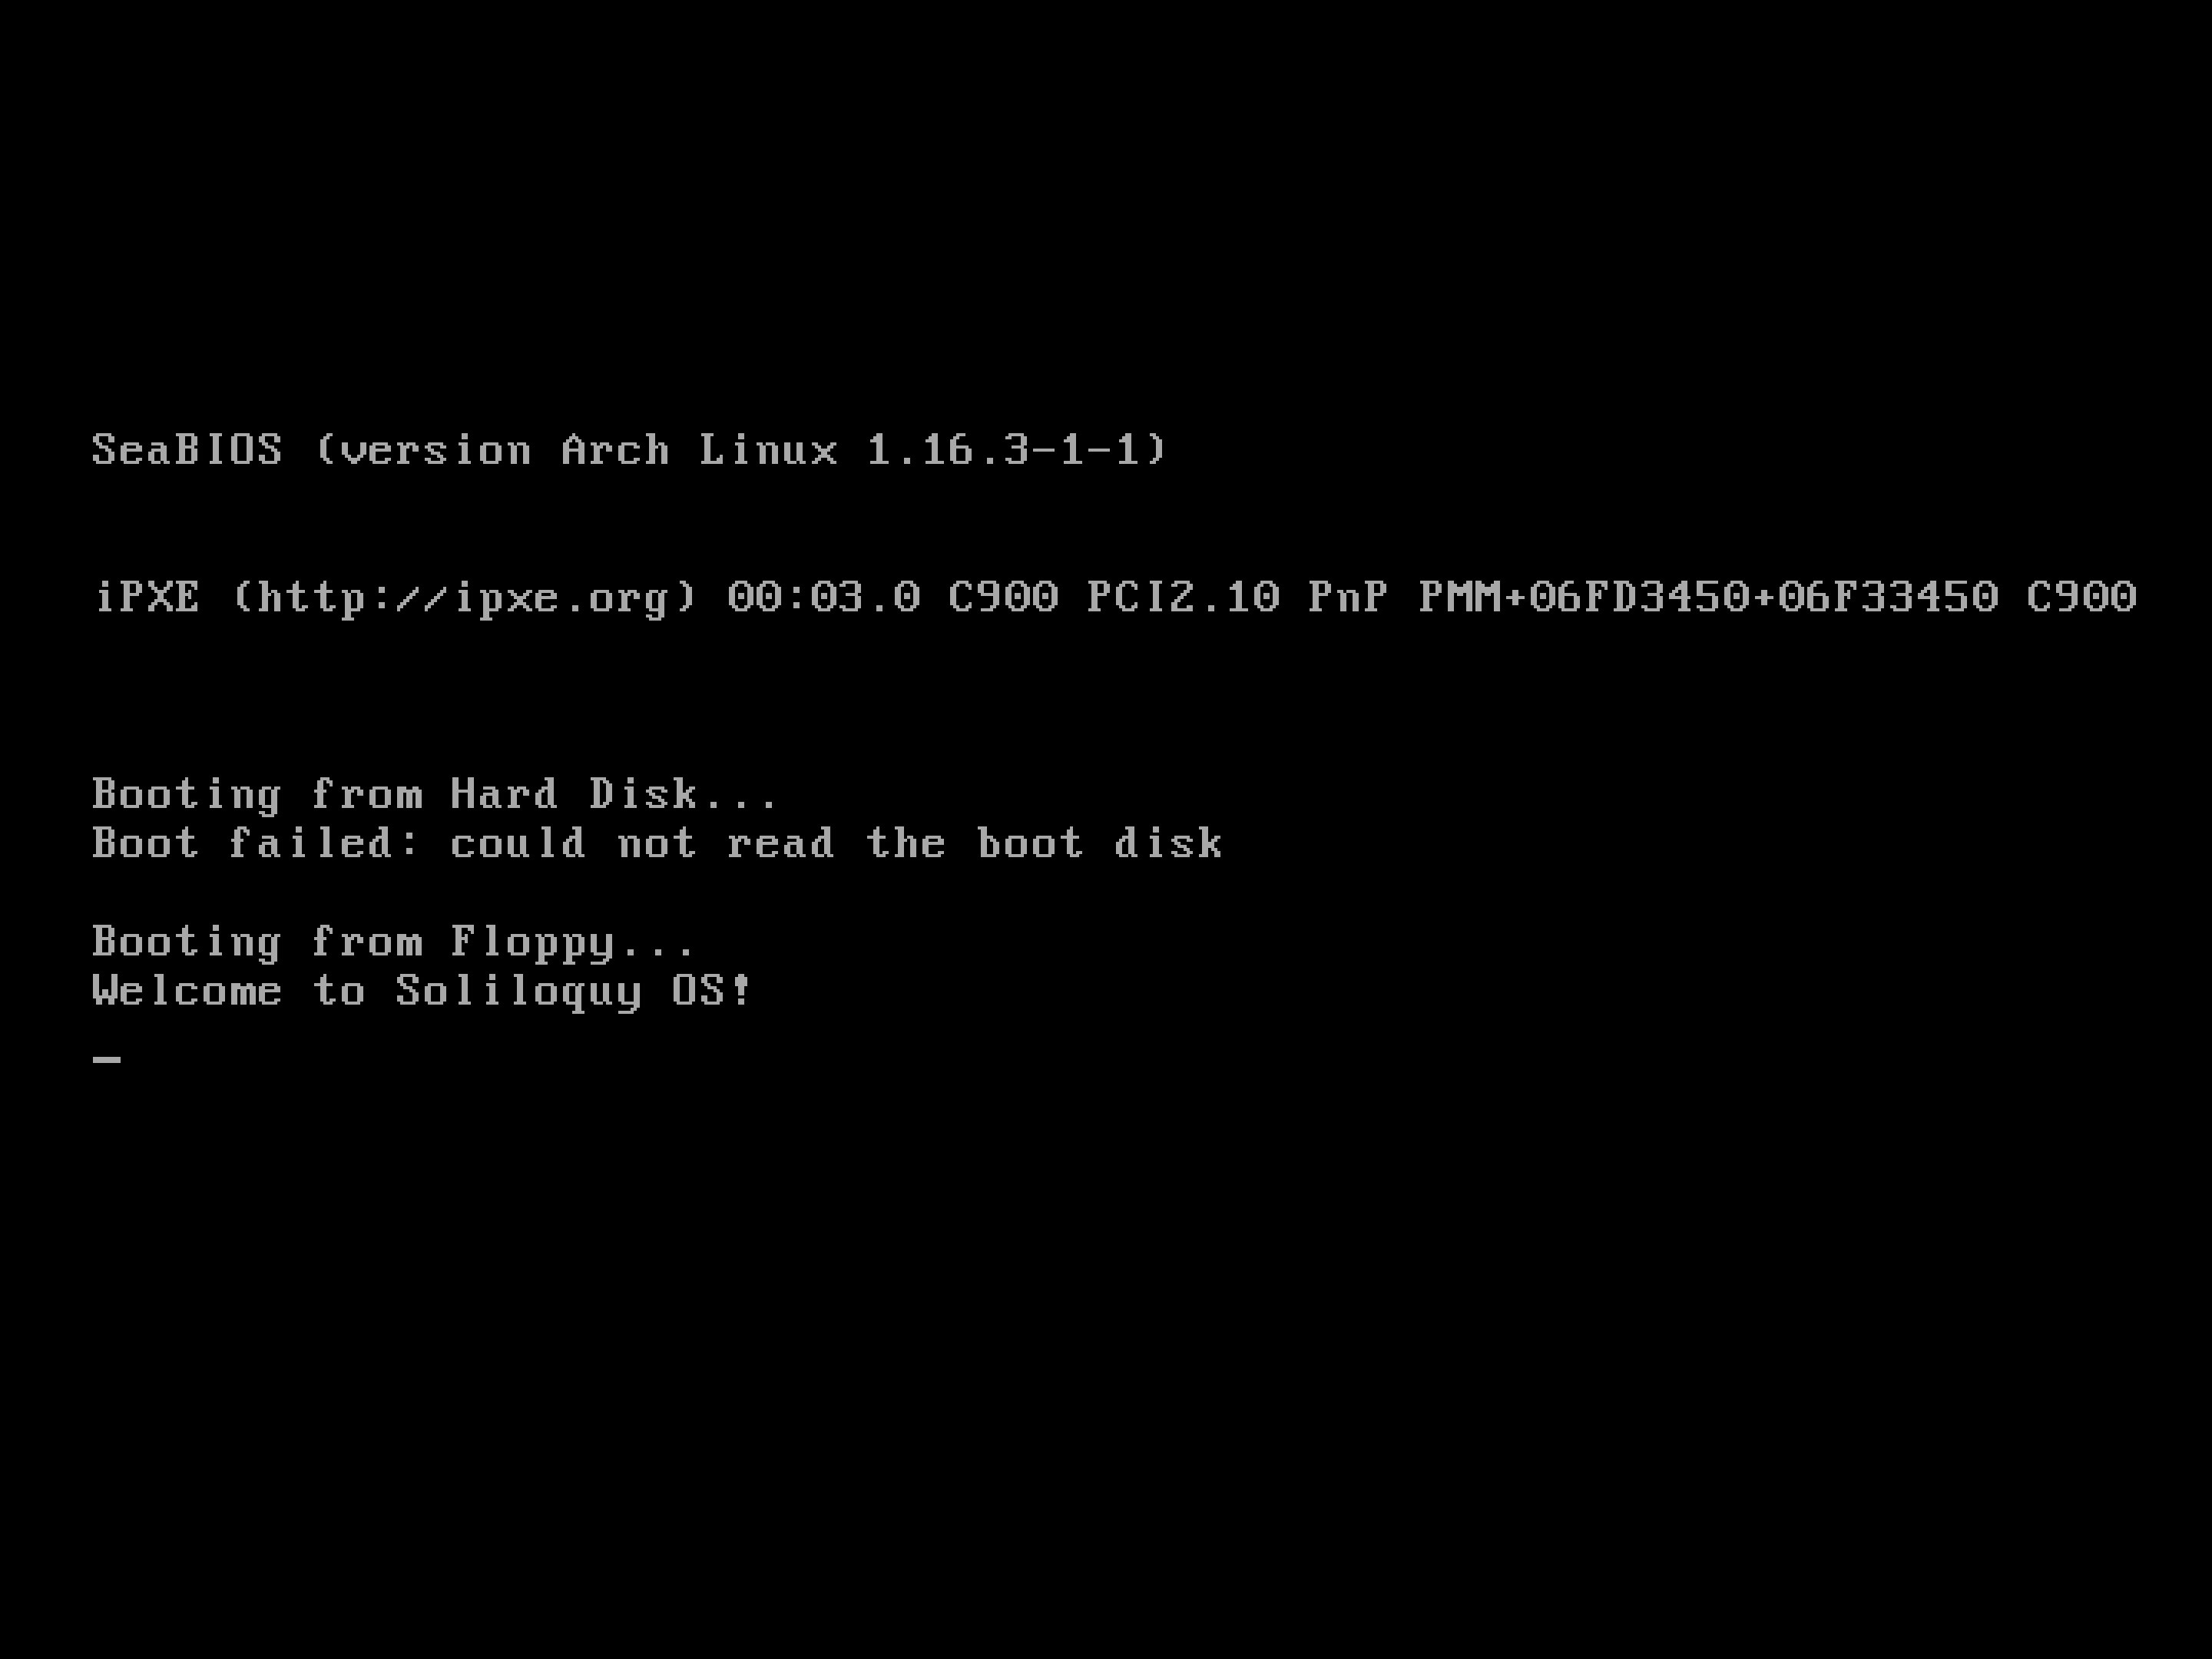 SeaBIOS (version Arch Linux 1.16.3-1-1)
iPXE (http://ipxe.org) 00:03.0 C900 PCI2.10 PnP PMM+06FD3450+06F33450 C900
Booting from Hard Disk...
Boot failed: could not read the boot disk
Booting from Floppy...
Welcome to Soliloquy OS!
_